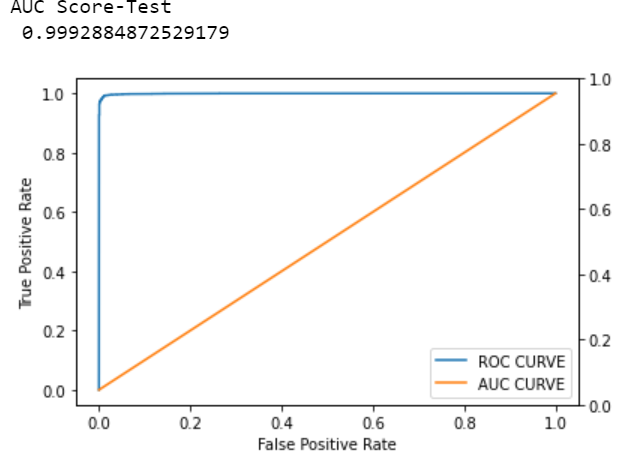 AUC Score-Test
0.9992884872529179
1.0
0.8
0.6
0.4
0.2
0.0
True Positive Rate
1.0
0.8
0.6
0.4
0.2
0.0
ROC CURVE
AUC CURVE
0.0 0.2 0.4 0.6 0.8 1.0
False Positive Rate